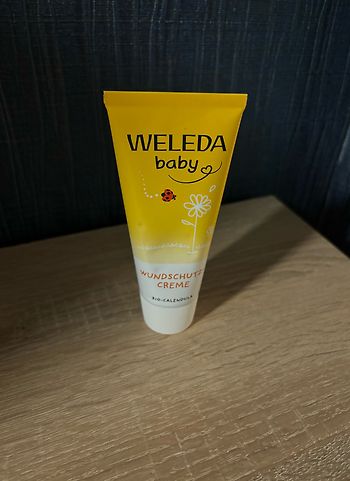 WELEDA
baby
WUNDSCHUTZ
CREME
BIO-CALENDULA